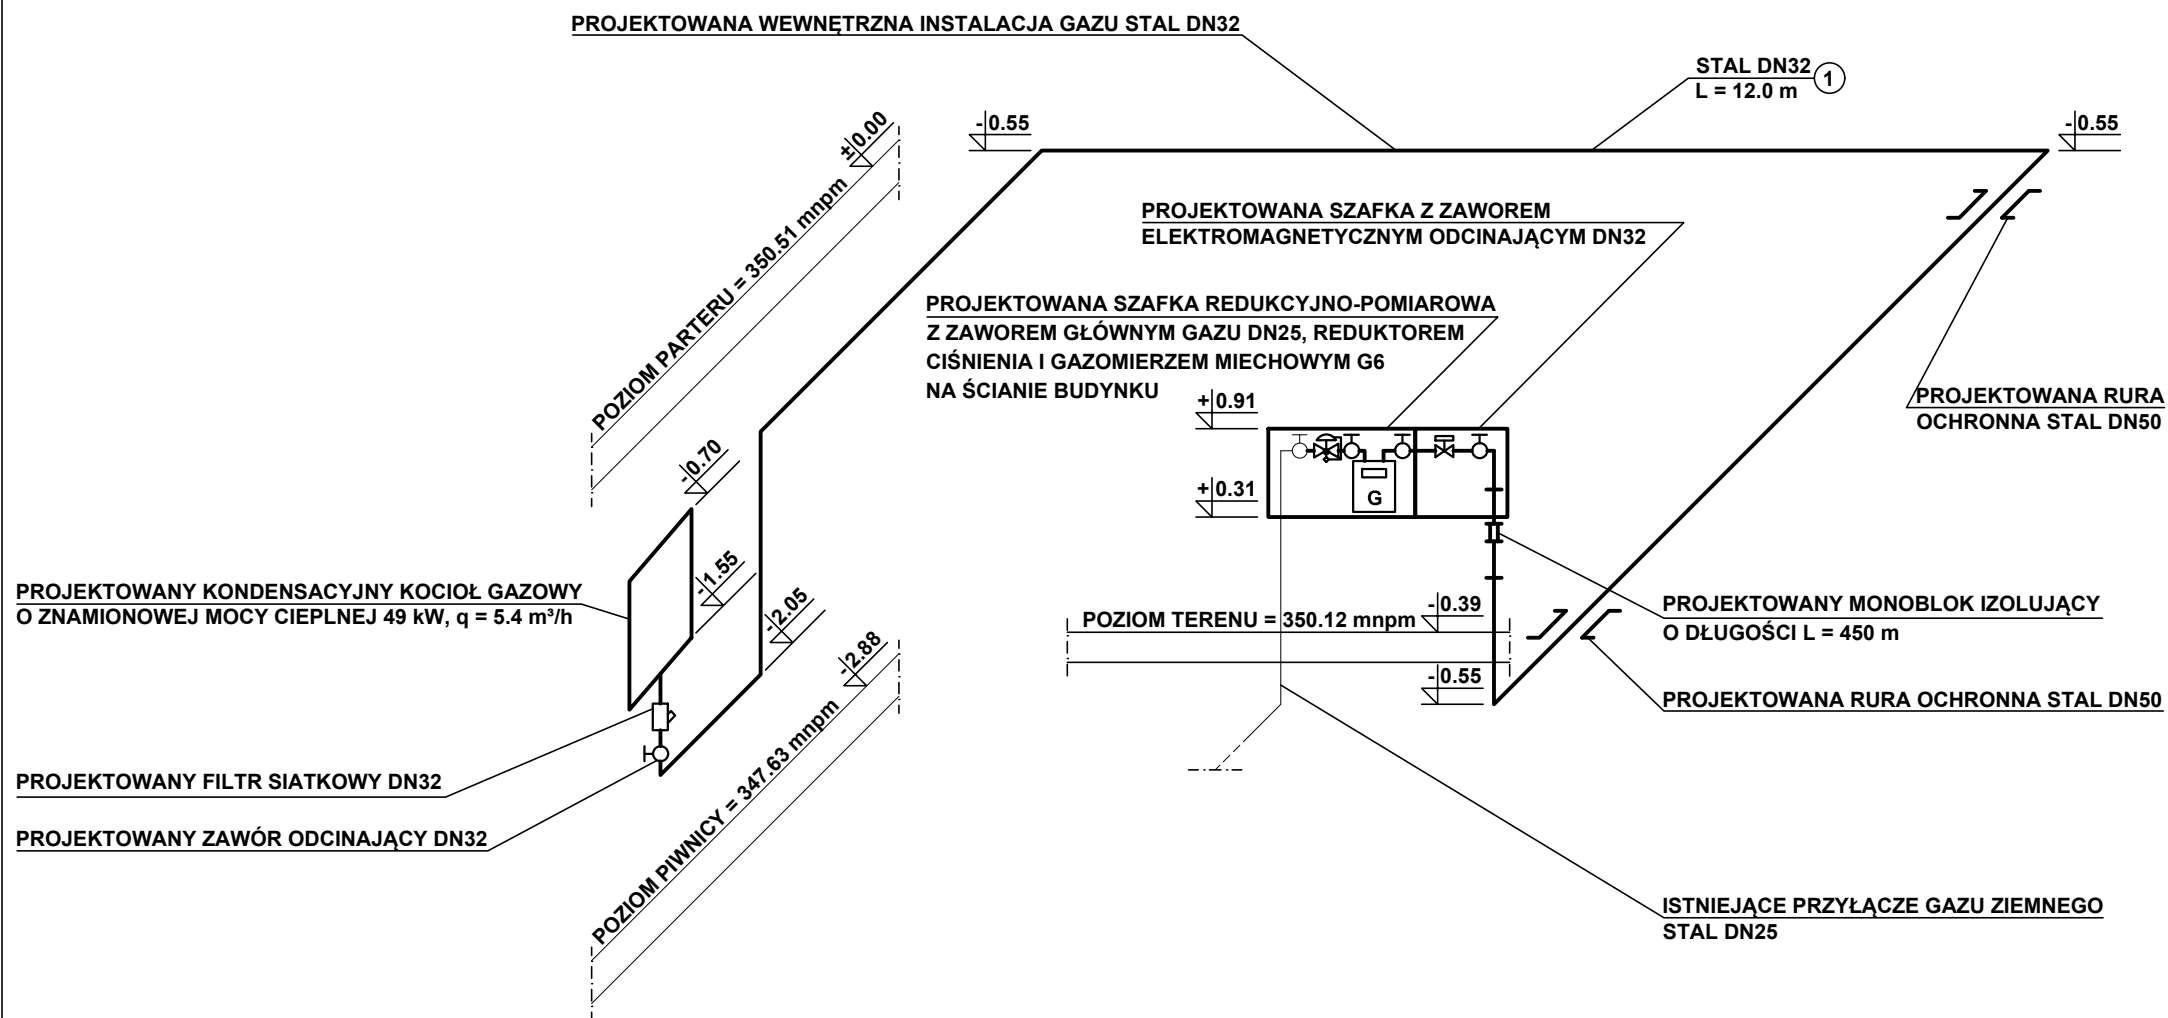 PROJEKTOWANA WEWNĘTRZNA INSTALACJA GAZU STAL DN32
STAL DN32
L = 12.0 m
1
-0.55
-0.55
±0.00
POZIOM PARTERU = 350.51 mnpm
PROJEKTOWANA SZAFKA Z ZAWOREM
ELEKTROMAGNETYCZNYM ODCINAJĄCYM DN32
PROJEKTOWANA SZAFKA REDUKCYJNO-POMIAROWA
Z ZAWOREM GŁÓWNYM GAZU DN25, REDUKTOREM
CIŚNIENIA I GAZOMIERZEM MIECHOWYM G6
NA ŚCIANIE BUDYNKU
PROJEKTOWANA RURA
OCHRONNA STAL DN50
+0.91
+0.31
G
-0.70
-1.55
-2.05
-2.88
PROJEKTOWANY KONDENSACYJNY KOCIOŁ GAZOWY
O ZNAMIONOWEJ MOCY CIEPLNEJ 49 kW, q = 5.4 m³/h
POZIOM TERENU = 350.12 mnpm
-0.39
-0.55
PROJEKTOWANY MONOBLOK IZOLUJĄCY
O DŁUGOŚCI L = 450 m
PROJEKTOWANA RURA OCHRONNA STAL DN50
PROJEKTOWANY FILTR SIATKOWY DN32
PROJEKTOWANY ZAWÓR ODCINAJĄCY DN32
POZIOM PIWNICY = 347.63 mnpm
ISTNIEJĄCE PRZYŁĄCZE GAZU ZIEMNEGO
STAL DN25